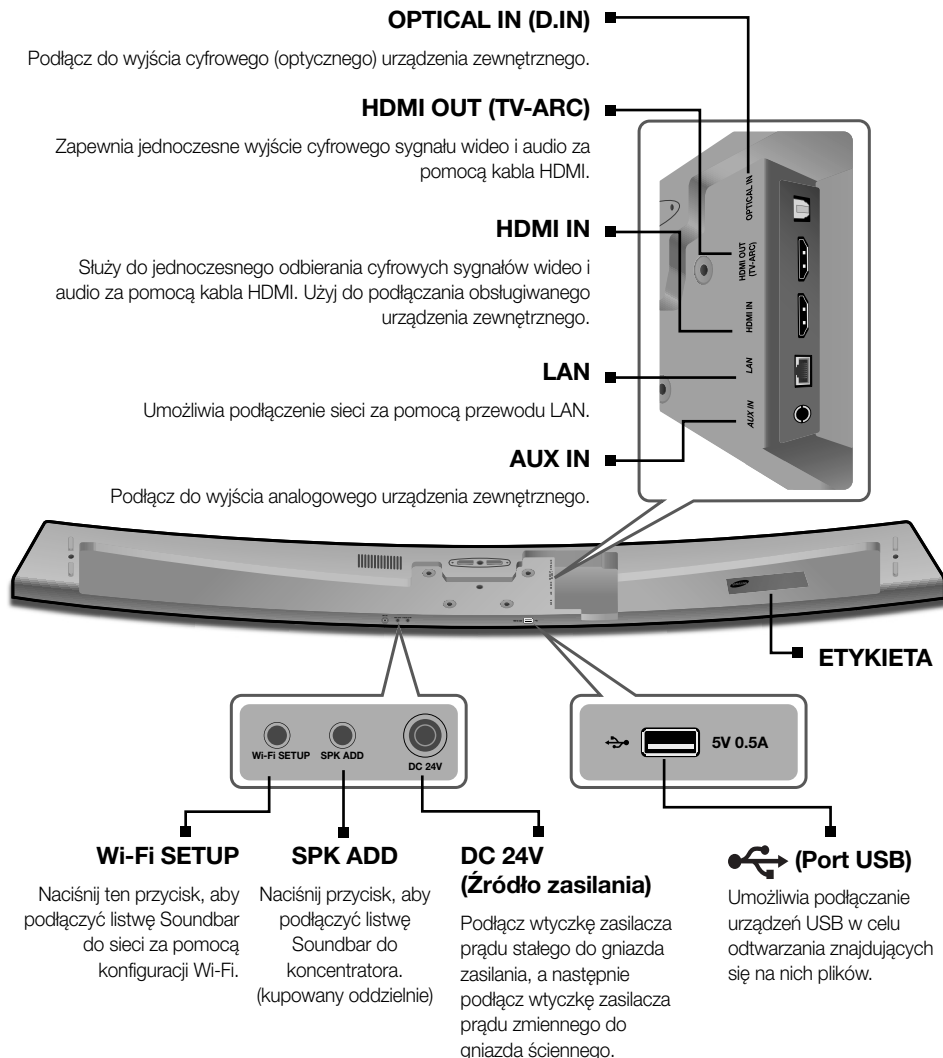 OPTICAL IN (D.IN)
Podłącz do wyjścia cyfrowego (optycznego) urządzenia zewnętrznego.
HDMI OUT (TV-ARC)
Zapewnia jednoczesne wyjście cyfrowego sygnału wideo i audio za
pomocą kabla HDMI.
HDMI IN
Służy do jednoczesnego odbierania cyfrowych sygnałów wideo i
audio za pomocą kabla HDMI. Użyj do podłączania obsługiwanego
urządzenia zewnętrznego.
LAN
Umożliwia podłączenie sieci za pomocą przewodu LAN.
AUX IN
Podłącz do wyjścia analogowego urządzenia zewnętrznego.
OPTICAL IN
HDMI OUT
(TV-ARC)
HDMI IN
LAN
AUX IN
ETYKIETA
Wi-Fi SETUP
SPK ADD
DC 24V
5V 0.5A
Wi-Fi SETUP
Naciśnij ten przycisk, aby
podłączyć listwę Soundbar
do sieci za pomocą
konfiguracji Wi-Fi.
SPK ADD
Naciśnij przycisk, aby
podłączyć listwę
Soundbar do
koncentratora.
(kupowany oddzielnie)
DC 24V
(Źródło zasilania)
Podłącz wtyczkę zasilacza
prądu stałego do gniazda
zasilania, a następnie
podłącz wtyczkę zasilacza
prądu zmiennego do
gniazda ściennego.
(Port USB)
Umożliwia podłączanie
urządzeń USB w celu
odtwarzania znajdujących
się na nich plików.